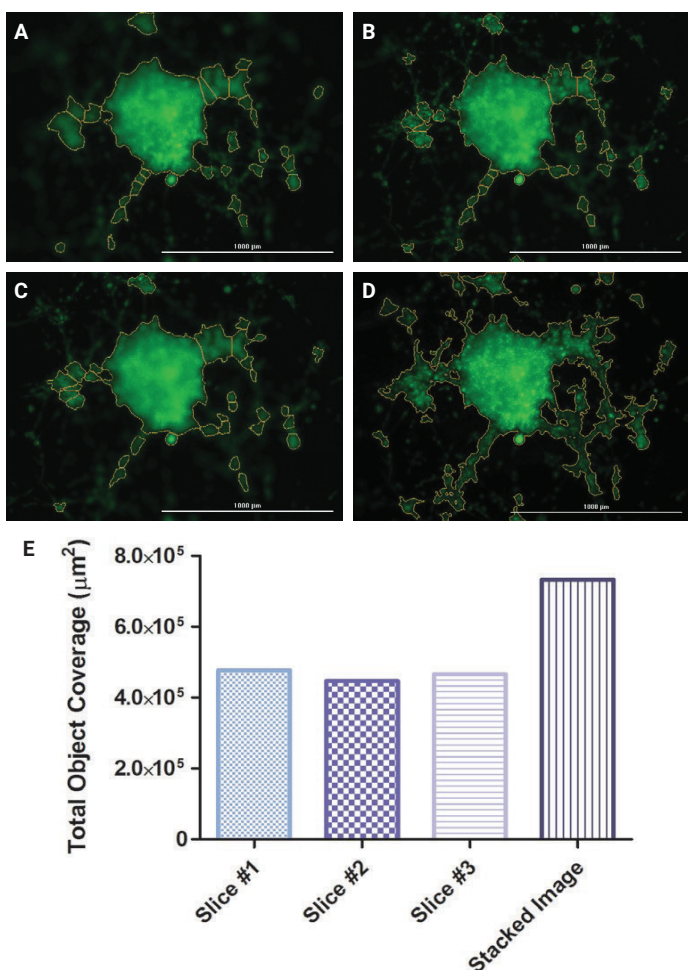 A
B
1000 µm
1000 µm
C
D
1000 µm
1000 µm
E
Total Object Coverage (µm²)
8.0×10⁵
6.0×10⁵
4.0×10⁵
2.0×10⁵
0
Slice #1
Slice #2
Slice #3
Stacked Image